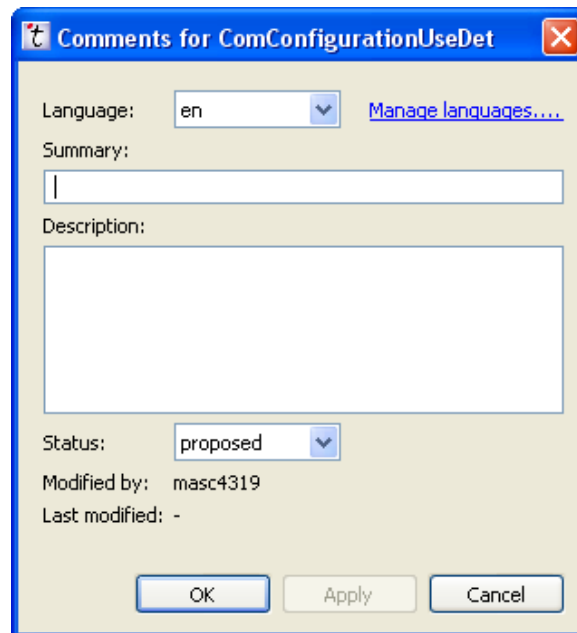 t Comments for ComConfigurationUseDet
Language: en Manage languages....
Summary:
Description:
Status: proposed
Modified by: masc4319
Last modified: -
OK Apply Cancel